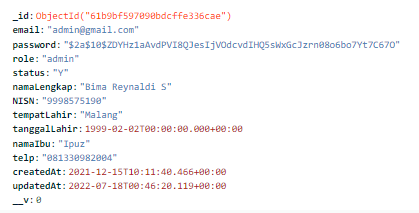 _id: ObjectId("61b9bf597090bdcffe336cae")
email: "admin@gmail.com"
password: "$2a$10$ZDYHz1aAvdPVI8QJesIjVOdcvdIHQ5sWxGcJzrn08o6bo7Yt7C67O"
role: "admin"
status: "Y"
namaLengkap: "Bima Reynaldi S"
NISN: "9998575190"
tempatLahir: "Malang"
tanggalLahir: 1999-02-02T00:00:00.000+00:00
namaIbu: "Ipuz"
telp: "081330982004"
createdAt: 2021-12-15T10:11:40.466+00:00
updatedAt: 2022-07-18T00:46:20.119+00:00
__v: 0